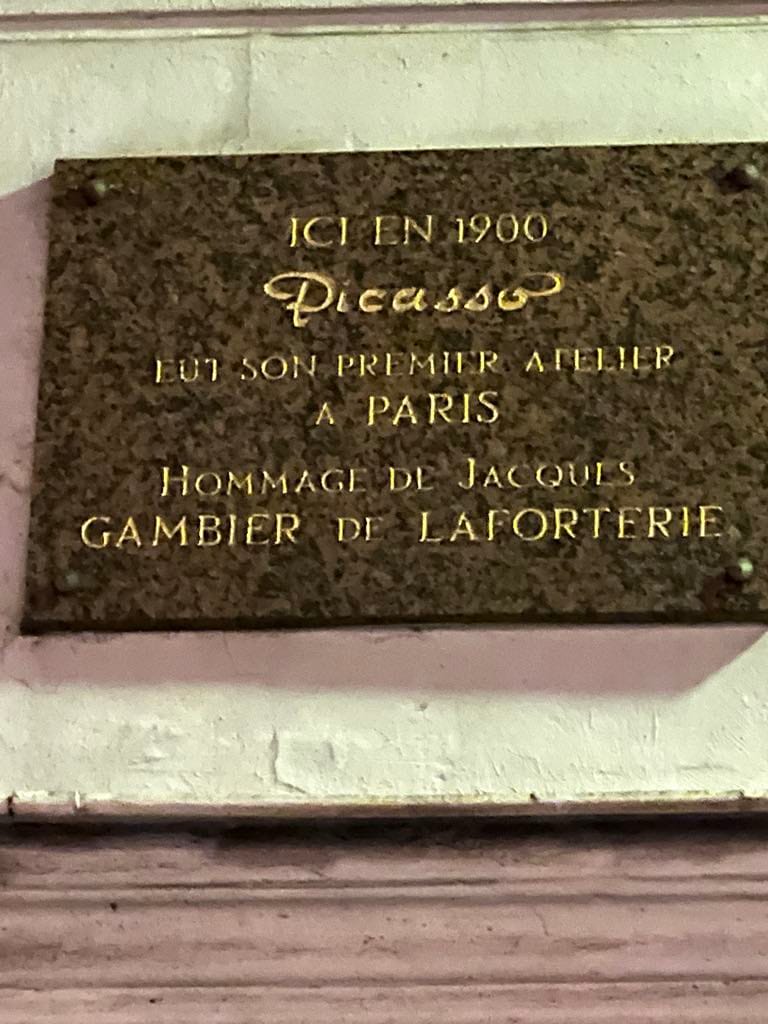 ICI EN 1900
Picasso
EUT SON PREMIER ATELIER
A PARIS
HOMMAGE DE JACQUES
GAMBIER DE LAFORTERIE